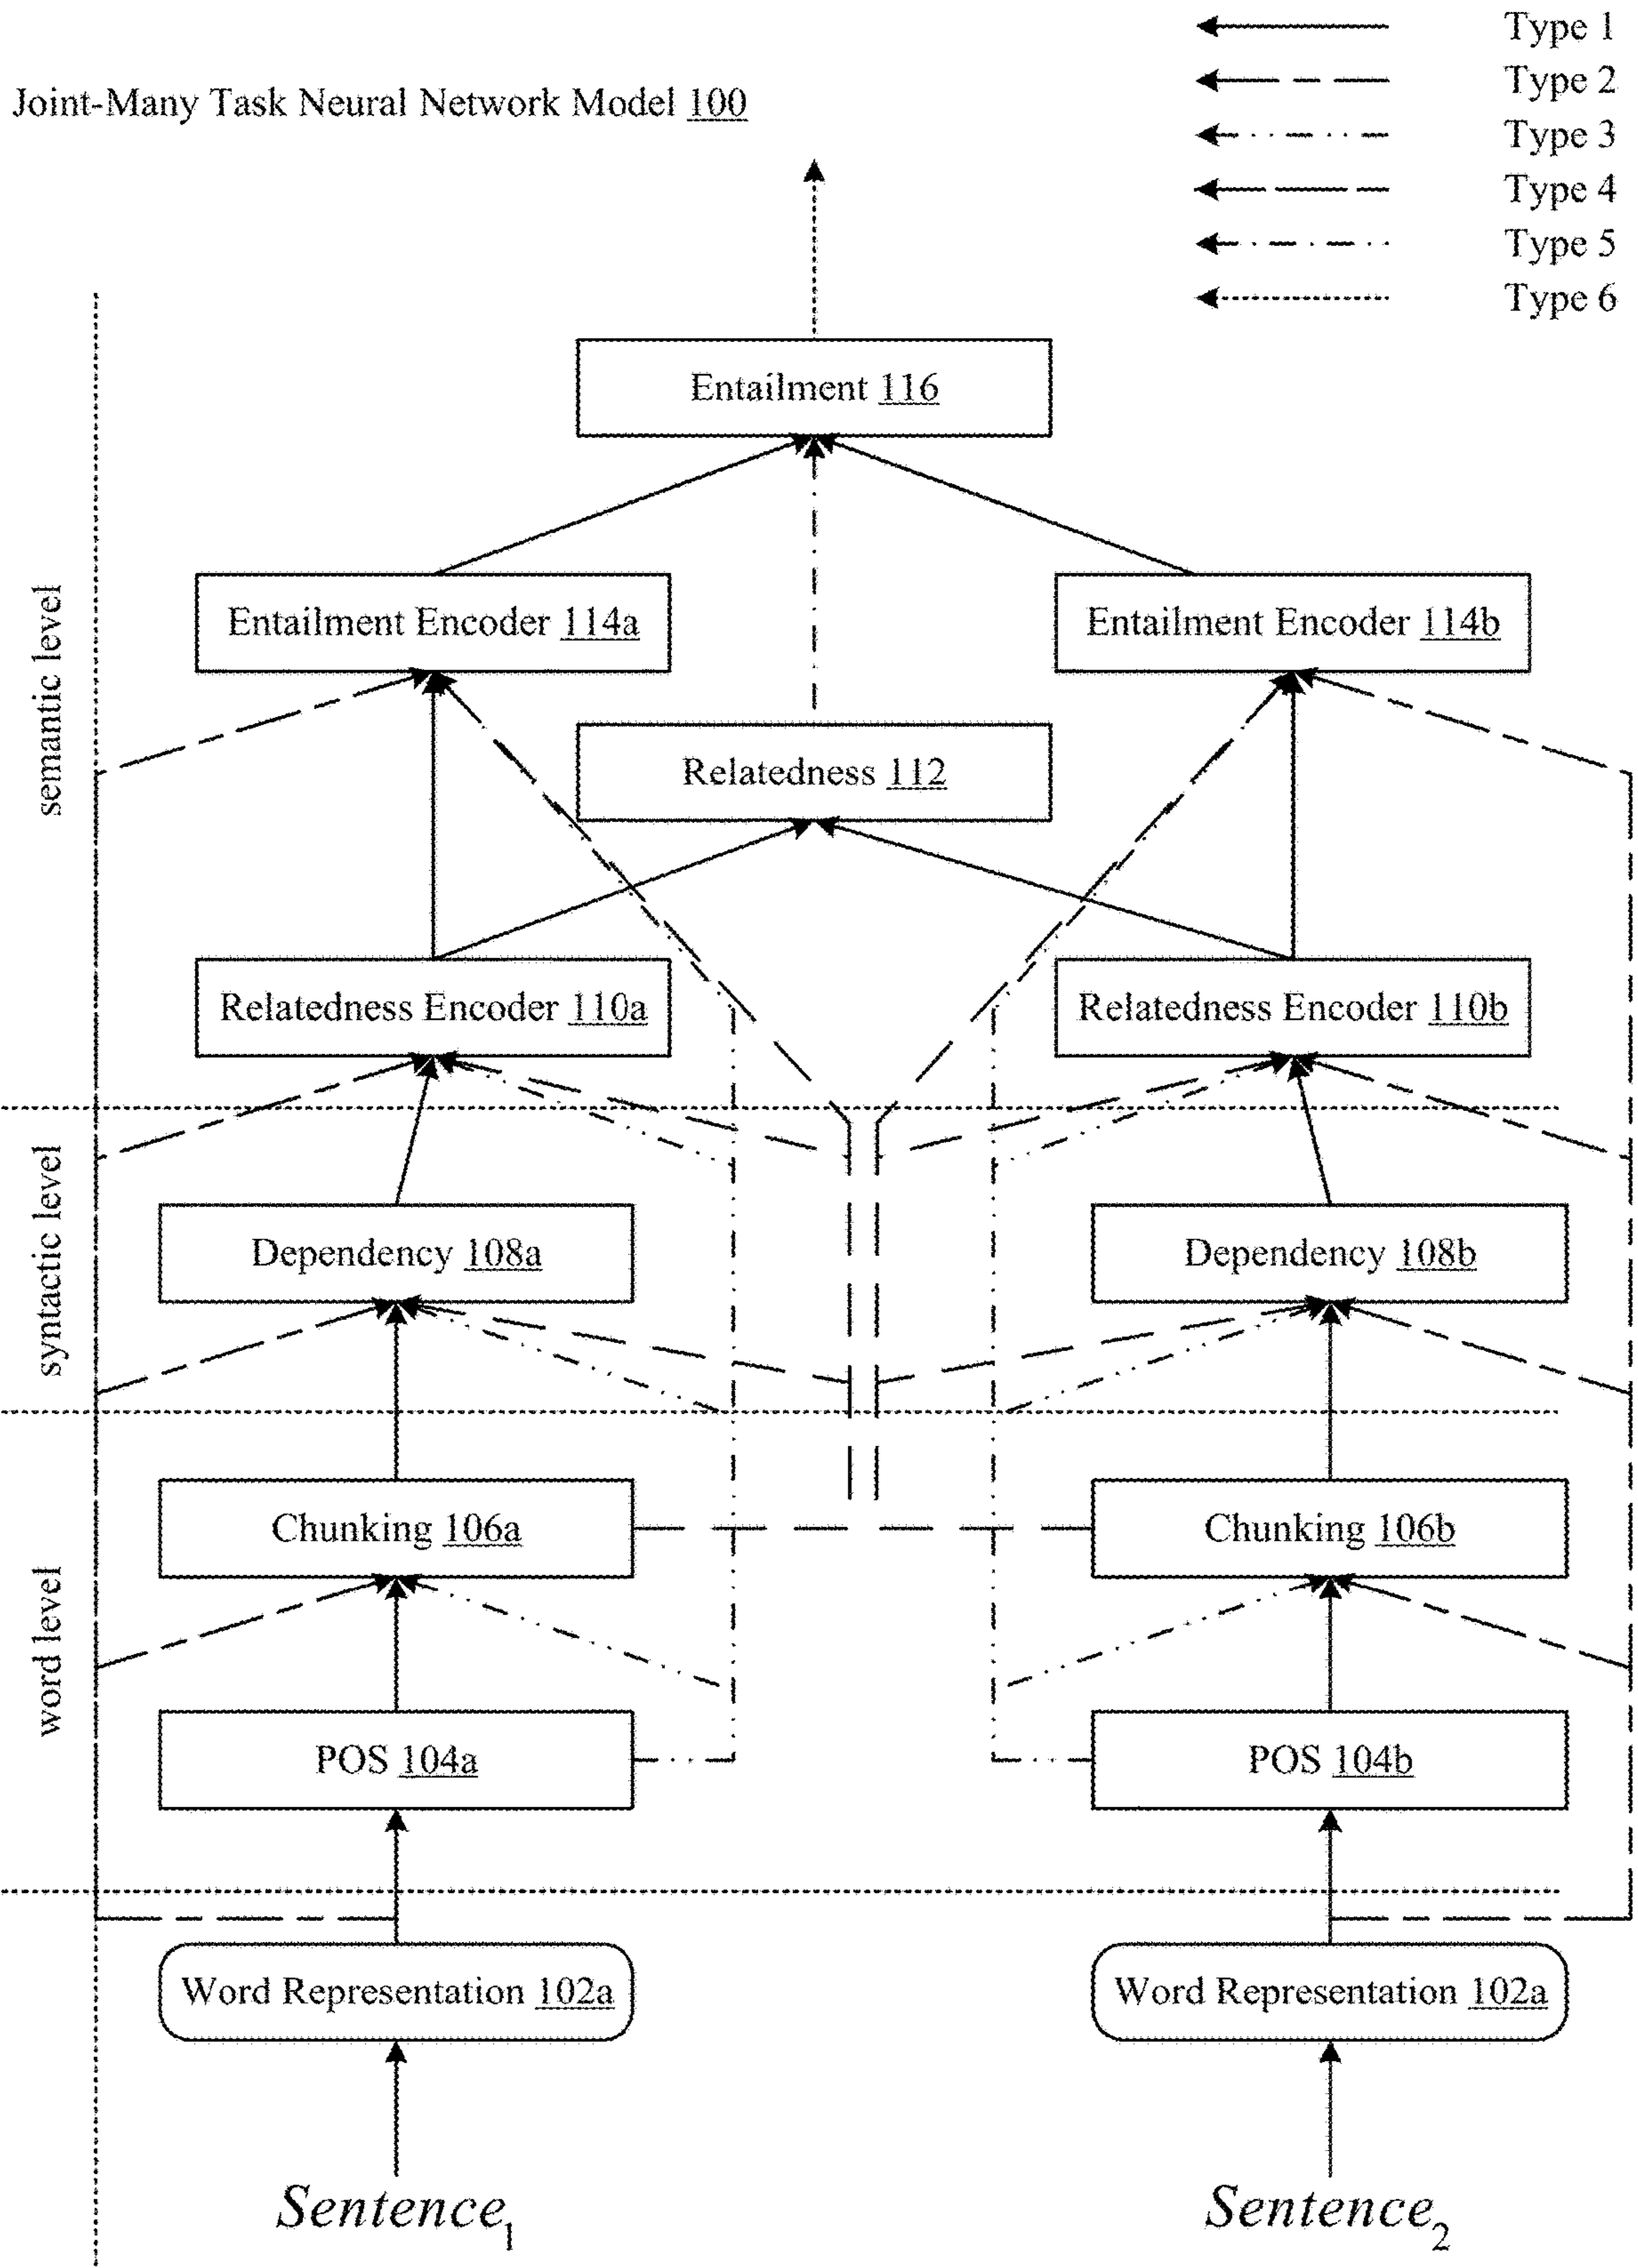 Type 1
Type 2
Joint-Many Task Neural Network Model 100
Type 3
Type 4
Type 5
Type 6
Entailment 116
semantic level
Entailment Encoder 114a
Entailment Encoder 114b
Relatedness 112
Relatedness Encoder 110a
Relatedness Encoder 110b
syntactic level
Dependency 108a
Dependency 108b
word level
Chunking 106a
Chunking 106b
POS 104a
POS 104b
Word Representation 102a
Word Representation 102a
Sentence1
Sentence2